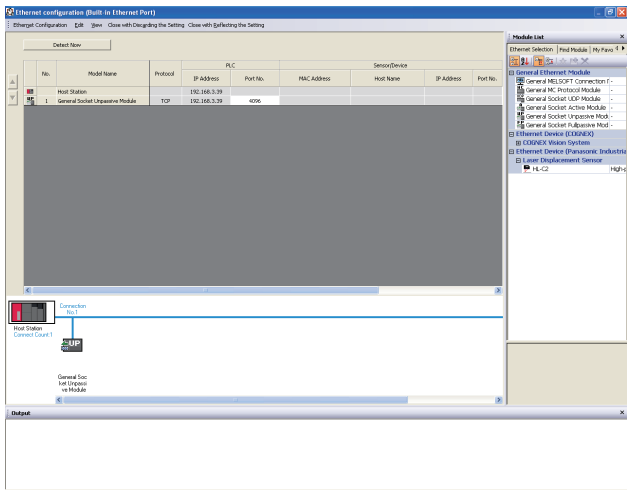 Ethernet configuration (Built-in Ethernet Port)
Ethernet Configuration Edit View Close with Discarding the Setting Close with Reflecting the Setting
Detect Now
No. Model Name Protocol PLC Sensor/Device
IP Address Port No. MAC Address Host Name IP Address Port No.
Host Station 192.168.3.39
1 General Socket Unpassive Module TCP 192.168.3.39 4096
Connection
No.1
Host Station
Connect Count:1
UP
General Soc
ket Unpassi
ve Module
Output
Module List
Ethernet Selection Find Module My Favo
General Ethernet Module
General MELSOFT Connection
General MC Protocol Module -
General Socket UDP Module -
General Socket Active Module -
General Socket Unpassive Mod -
General Socket Fullpassive Mod -
Ethernet Device (COGNEX)
COGNEX Vision System
Ethernet Device (Panasonic Industria
Laser Displacement Sensor
HL-C2 High-p